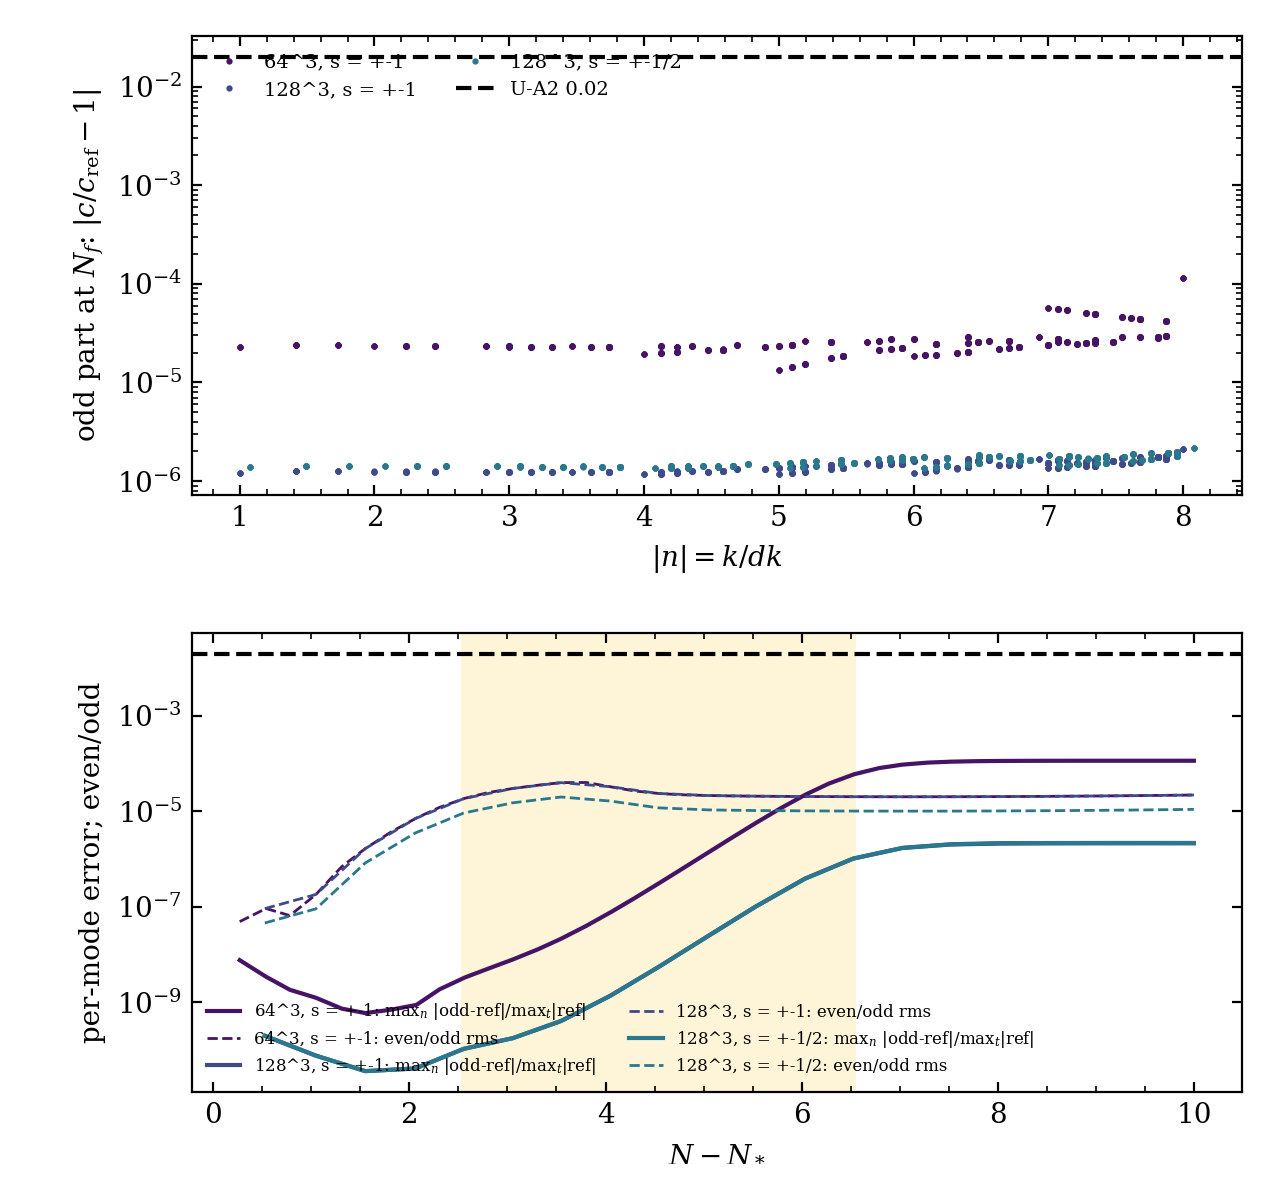 64^3, s = +-1
128^3, s = +-1
128^3, s = +-1/2
U-A2 0.02
odd part at N_f: |c/c_ref − 1|
10^−2
10^−3
10^−4
10^−5
10^−6
1 2 3 4 5 6 7 8
|n| = k/dk
per-mode error; even/odd
10^−3
10^−5
10^−7
10^−9
64^3, s = +-1: max_n |odd-ref|/max_t|ref|
64^3, s = +-1: even/odd rms
128^3, s = +-1: max_n |odd-ref|/max_t|ref|
128^3, s = +-1: even/odd rms
128^3, s = +-1/2: max_n |odd-ref|/max_t|ref|
128^3, s = +-1/2: even/odd rms
0 2 4 6 8 10
N − N_*